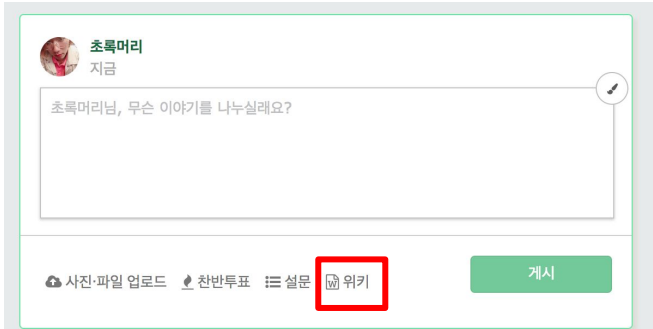 초록머리
지금
초록머리님, 무슨 이야기를 나누실래요?
사진·파일 업로드 찬반투표 설문 위키 게시